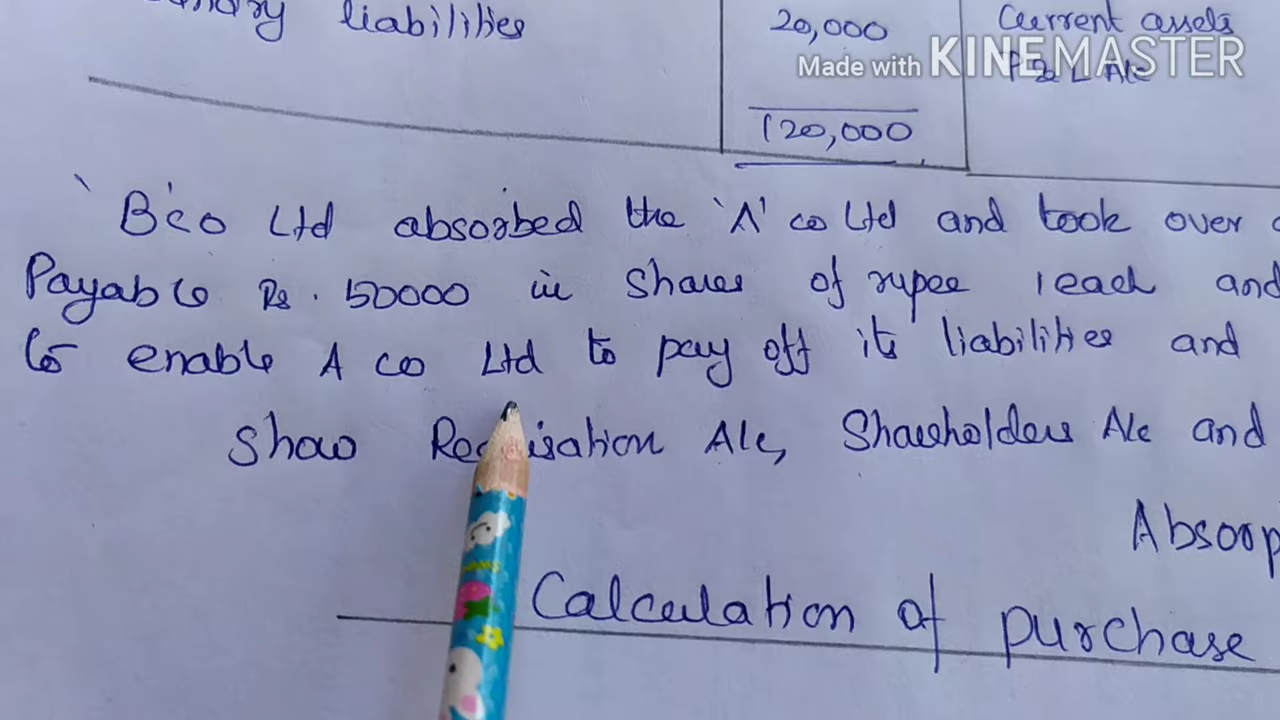 liabilities 20,000 Current assets
Made with KINEMASTER
P & L A/c
120,000
'B' co Ltd absorbed the 'A' co Ltd and took over
Payable Rs. 50000 in shares of rupee 1 each and
to enable A co Ltd to pay off its liabilities and
Show Realisation A/c, Shareholders A/c and
Absorp
Calculation of purchase